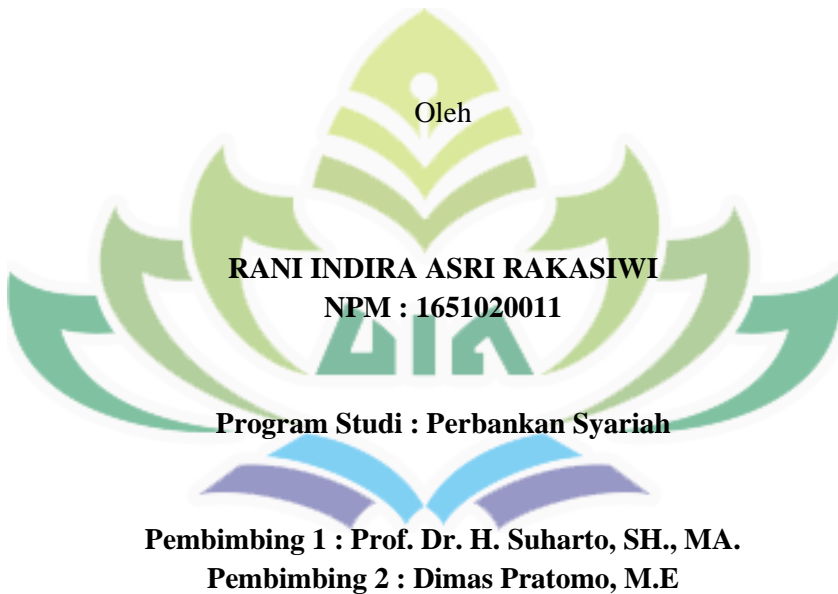 Oleh
RANI INDIRA ASRI RAKASIWI
NPM : 1651020011
Program Studi : Perbankan Syariah
Pembimbing 1 : Prof. Dr. H. Suharto, SH., MA.
Pembimbing 2 : Dimas Pratomo, M.E